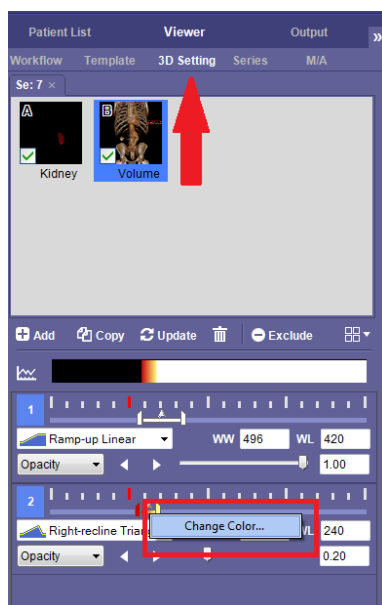 Patient List Viewer Output »
Workflow Template 3D Setting Series M/A
Se: 7 ×
A B
Kidney Volume
Add Copy Update Exclude
1
Ramp-up Linear WW 496 WL 420
Opacity 1.00
2
Change Color...
Right-recline Trian WL 240
Opacity 0.20